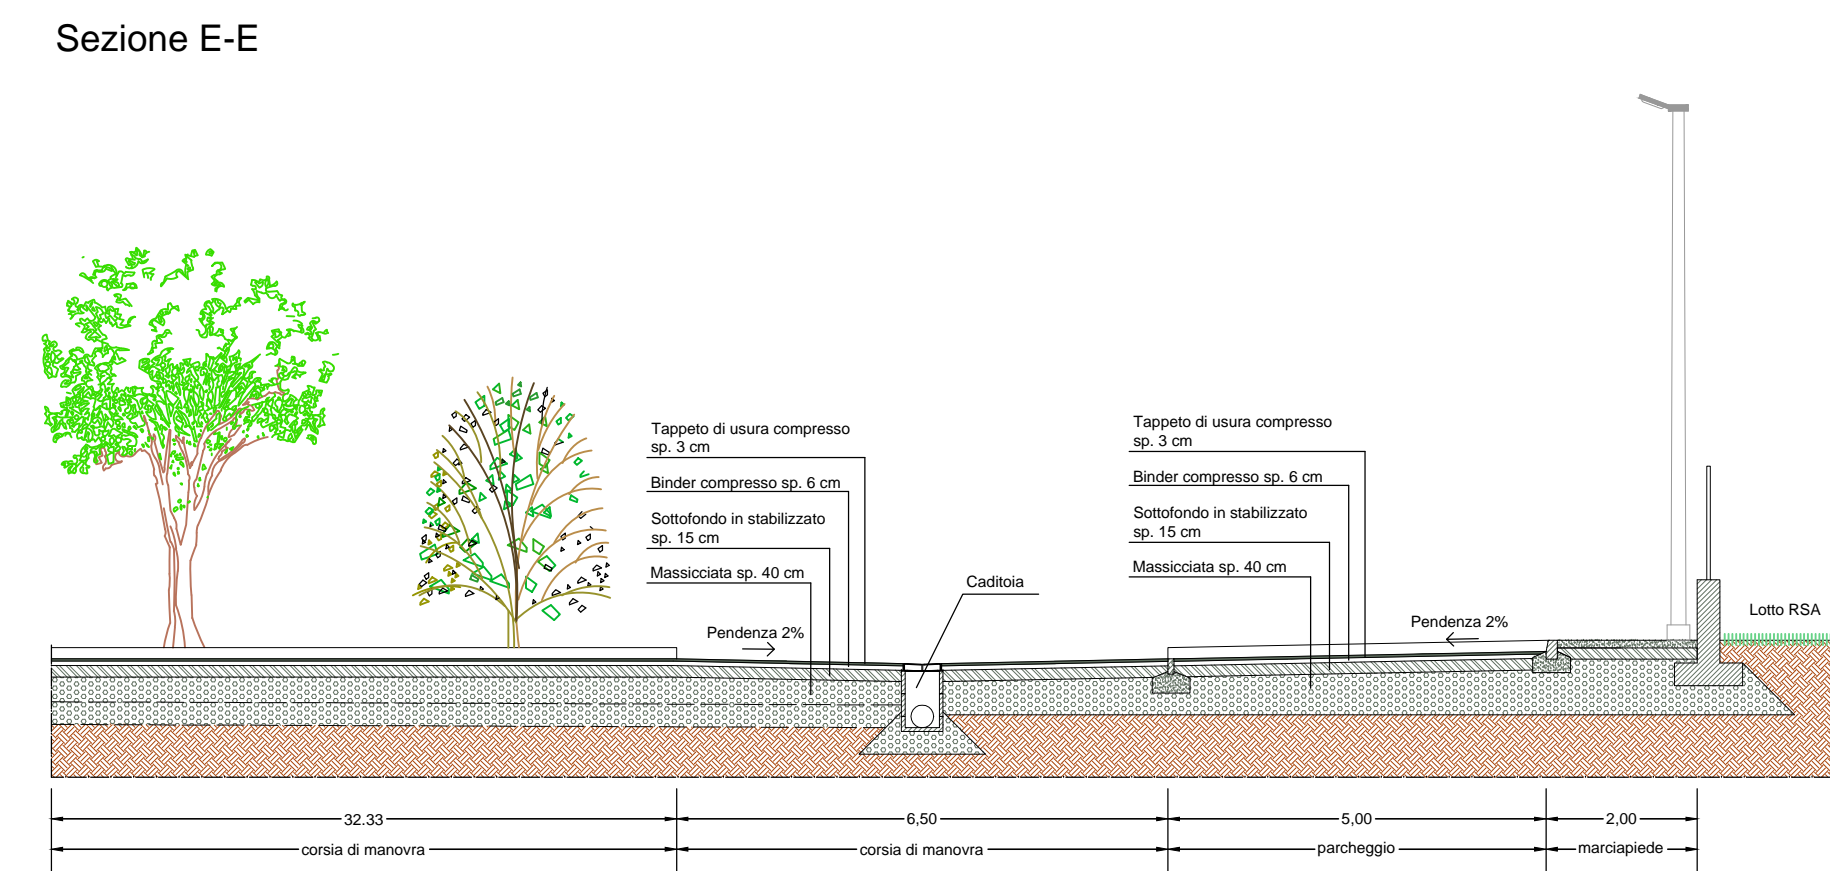 Sezione E-E
Tappeto di usura compresso
sp. 3 cm
Binder compresso sp. 6 cm
Sottofondo in stabilizzato
sp. 15 cm
Massicciata sp. 40 cm
Pendenza 2%
Caditoia
Tappeto di usura compresso
sp. 3 cm
Binder compresso sp. 6 cm
Sottofondo in stabilizzato
sp. 15 cm
Massicciata sp. 40 cm
Pendenza 2%
Lotto RSA
32.33
6,50
5,00
2,00
corsia di manovra
corsia di manovra
parcheggio
marciapiede